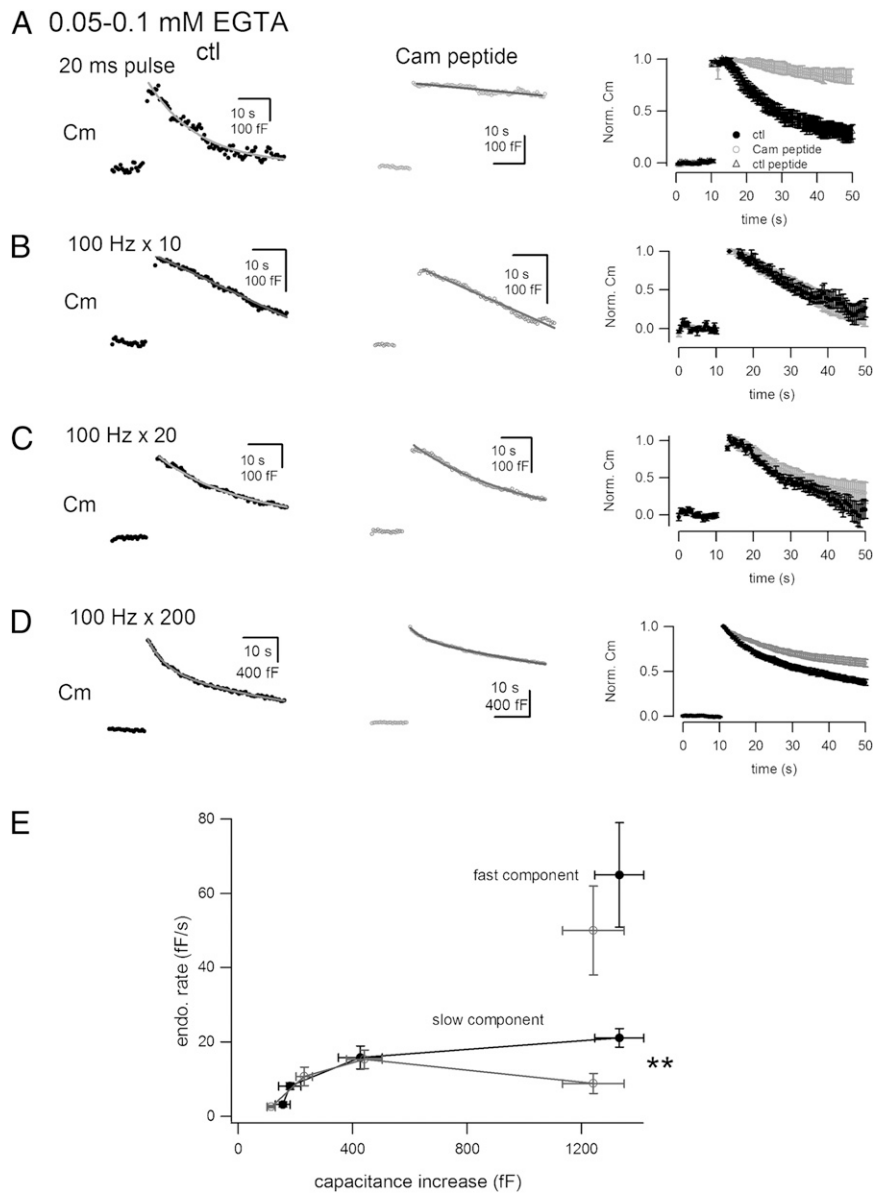 A 0.05-0.1 mM EGTA
ctl
20 ms pulse
Cam peptide
Cm
10 s
100 fF
10 s
100 fF
Norm. Cm
1.0
0.5
0.0
ctl
Cam peptide
ctl peptide
0 10 20 30 40 50
time (s)
B 100 Hz x 10
Cm
10 s
100 fF
10 s
100 fF
Norm. Cm
1.0
0.5
0.0
0 10 20 30 40 50
time (s)
C 100 Hz x 20
Cm
10 s
100 fF
10 s
100 fF
Norm. Cm
1.0
0.5
0.0
0 10 20 30 40 50
time (s)
D 100 Hz x 200
Cm
10 s
400 fF
10 s
400 fF
Norm. Cm
1.0
0.5
0.0
0 10 20 30 40 50
time (s)
E
endo. rate (fF/s)
80
60
40
20
0
fast component
slow component
**
0 400 800 1200
capacitance increase (fF)